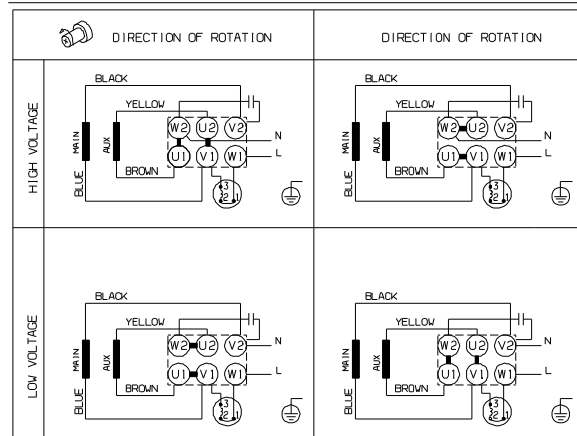 DIRECTION OF ROTATION
DIRECTION OF ROTATION
HIGH VOLTAGE
BLACK
YELLOW
W2 U2 V2
N
MAIN
AUX
U1 V1 W1
L
BROWN
BLUE
3
2 1
BLACK
YELLOW
W2 U2 V2
N
MAIN
AUX
U1 V1 W1
L
BROWN
BLUE
3
2 1
LOW VOLTAGE
BLACK
YELLOW
W2 U2 V2
N
MAIN
AUX
U1 V1 W1
L
BROWN
BLUE
3
2 1
BLACK
YELLOW
W2 U2 V2
N
MAIN
AUX
U1 V1 W1
L
BROWN
BLUE
3
2 1